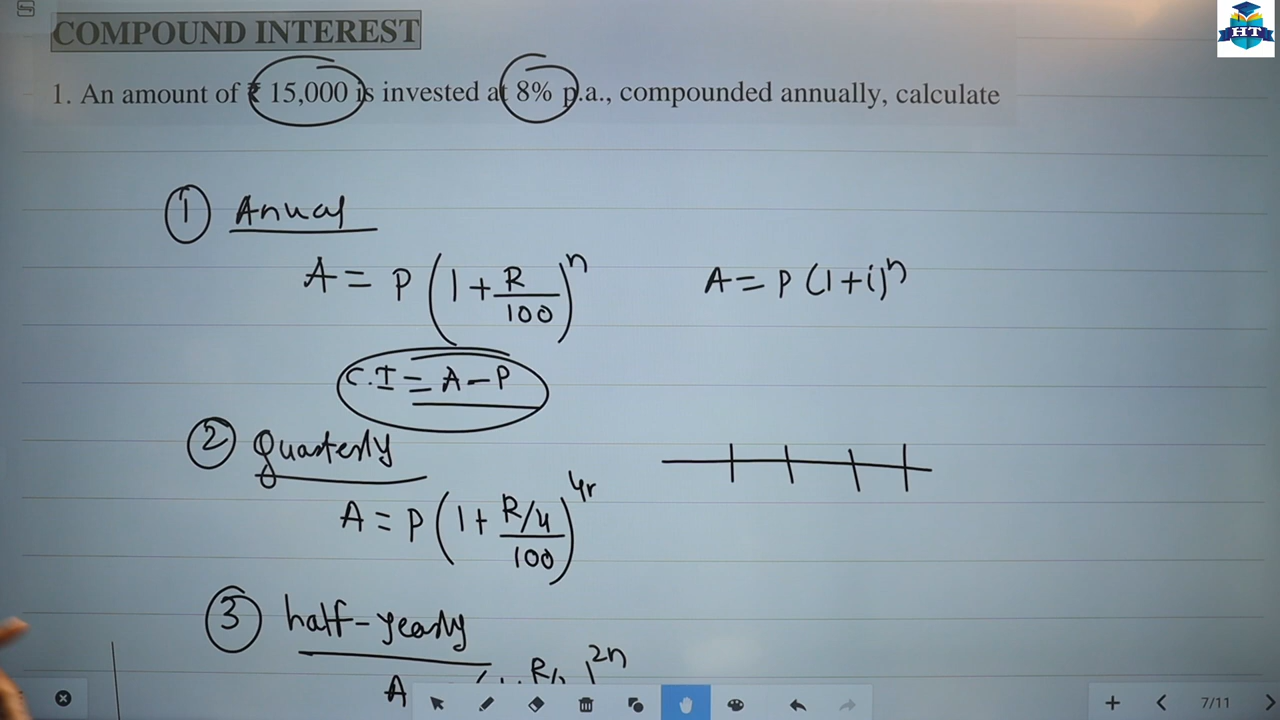 COMPOUND INTEREST
1. An amount of ₹ 15,000 is invested at 8% p.a., compounded annually, calculate
① Anual
A = P(1+R/100)^n A = P(1+i)^n
C.I = A-P
② Quarterly
A = P(1+R/4/100)^4r
③ half-yearly
A R/ 2n
7/11
HT